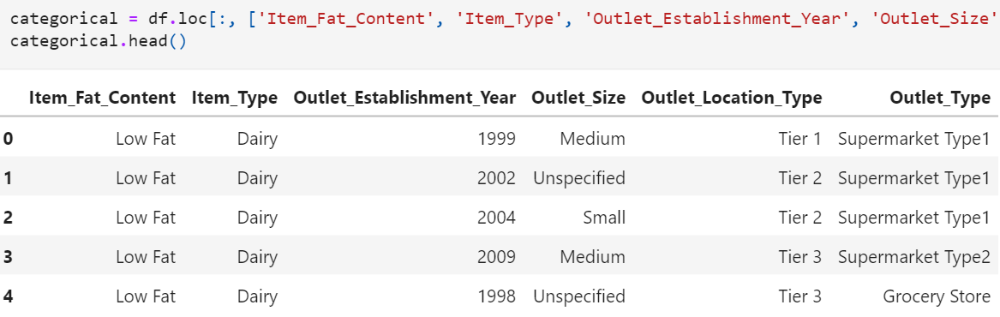 categorical = df.loc[:, ['Item_Fat_Content', 'Item_Type', 'Outlet_Establishment_Year', 'Outlet_Size'
categorical.head()
Item_Fat_Content Item_Type Outlet_Establishment_Year Outlet_Size Outlet_Location_Type Outlet_Type
0 Low Fat Dairy 1999 Medium Tier 1 Supermarket Type1
1 Low Fat Dairy 2002 Unspecified Tier 2 Supermarket Type1
2 Low Fat Dairy 2004 Small Tier 2 Supermarket Type1
3 Low Fat Dairy 2009 Medium Tier 3 Supermarket Type2
4 Low Fat Dairy 1998 Unspecified Tier 3 Grocery Store